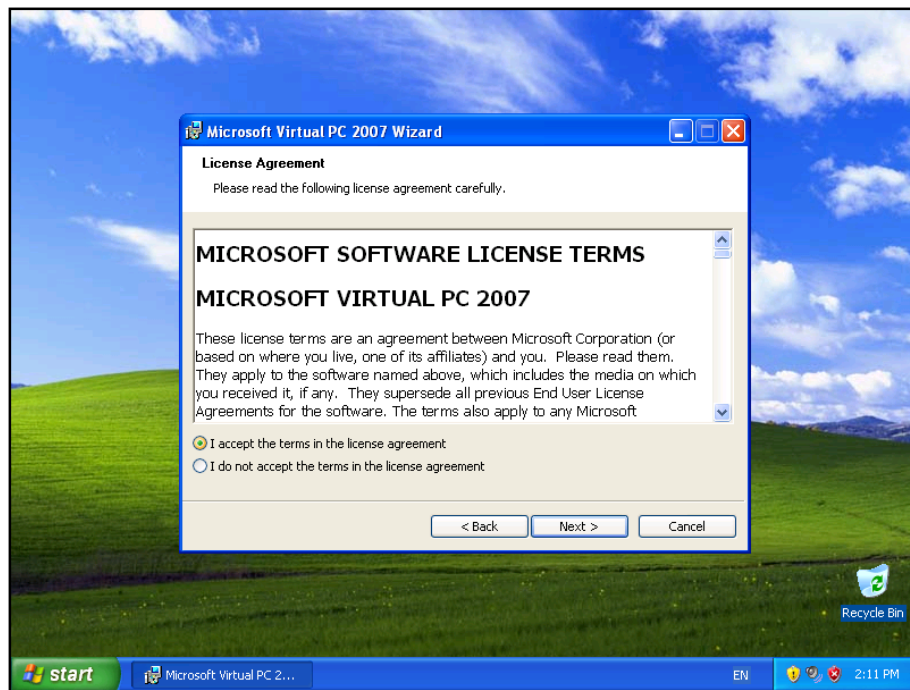 Microsoft Virtual PC 2007 Wizard
License Agreement
Please read the following license agreement carefully.
MICROSOFT SOFTWARE LICENSE TERMS
MICROSOFT VIRTUAL PC 2007
These license terms are an agreement between Microsoft Corporation (or
based on where you live, one of its affiliates) and you.  Please read them.
They apply to the software named above, which includes the media on which
you received it, if any.  They supersede all previous End User License
Agreements for the software. The terms also apply to any Microsoft
I accept the terms in the license agreement
I do not accept the terms in the license agreement
< Back
Next >
Cancel
Recycle Bin
start
Microsoft Virtual PC 2...
EN
2:11 PM